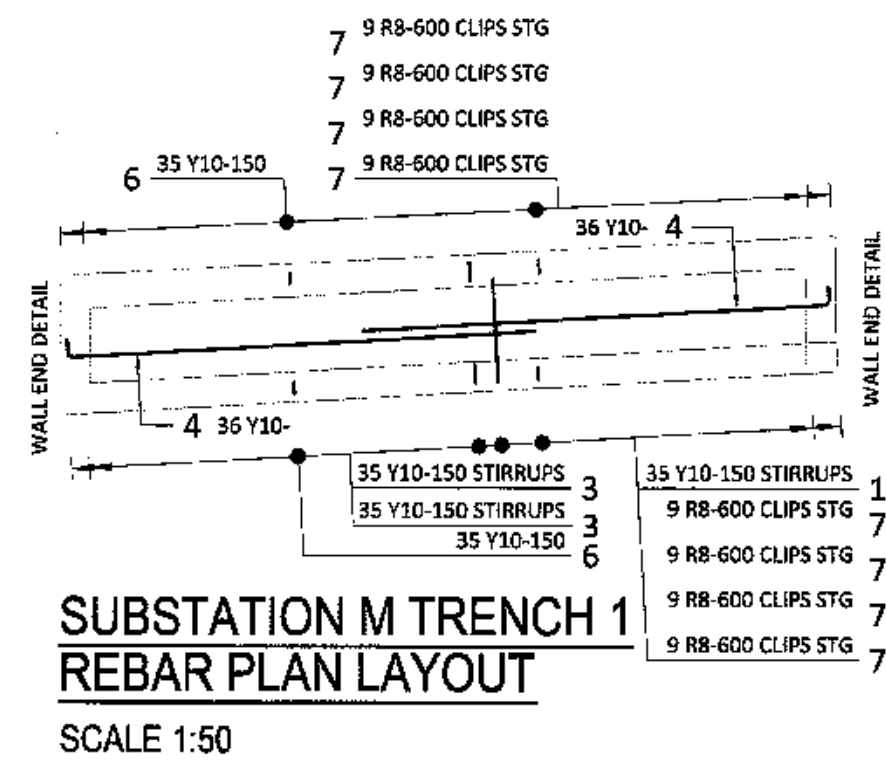 7 9 R8-600 CLIPS STG
7 9 R8-600 CLIPS STG
7 9 R8-600 CLIPS STG
6 35 Y10-150
7 9 R8-600 CLIPS STG
36 Y10- 4
WALL END DETAIL
WALL END DETAIL
4 36 Y10-
35 Y10-150 STIRRUPS 3
35 Y10-150 STIRRUPS 3
35 Y10-150 6
35 Y10-150 STIRRUPS 1
9 R8-600 CLIPS STG 7
9 R8-600 CLIPS STG 7
9 R8-600 CLIPS STG 7
9 R8-600 CLIPS STG 7
SUBSTATION M TRENCH 1
REBAR PLAN LAYOUT
SCALE 1:50